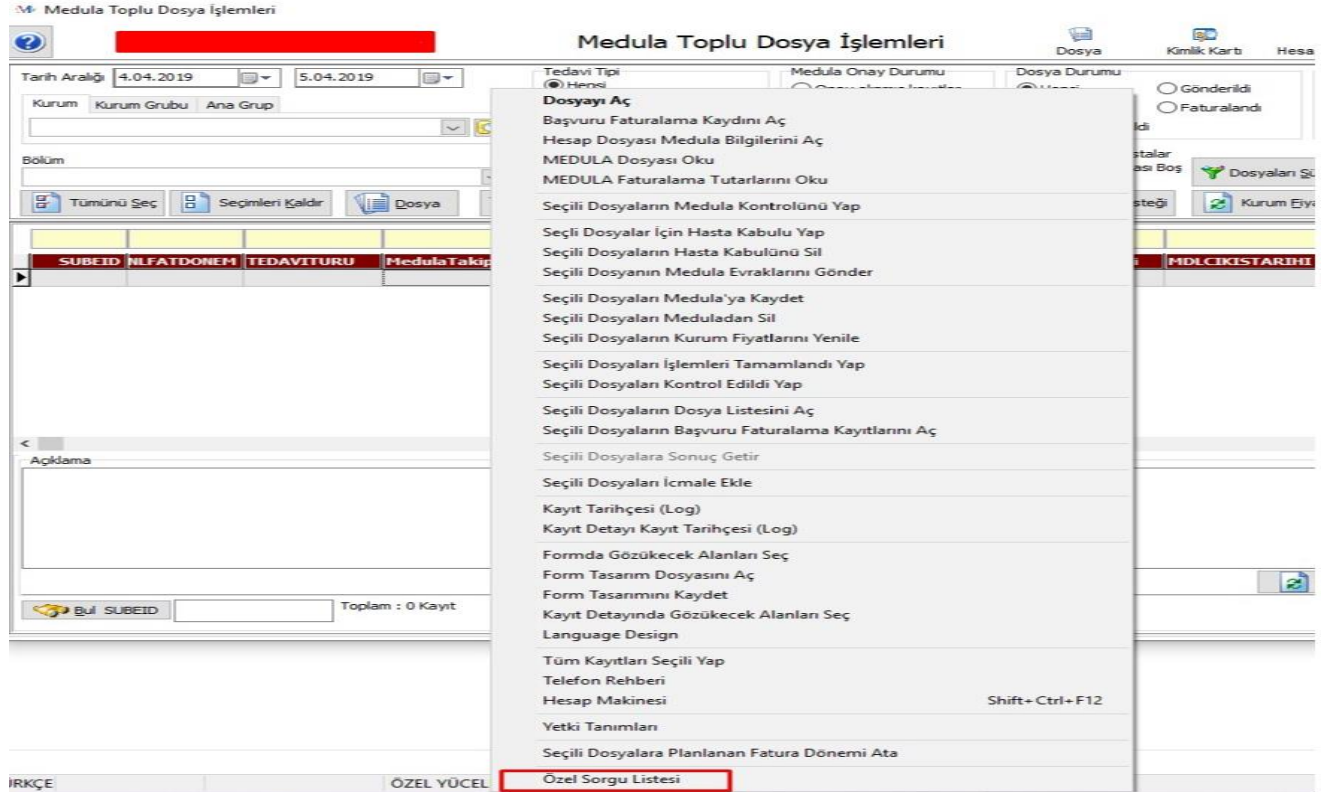 Medula Toplu Dosya İşlemleri
Medula Toplu Dosya İşlemleri
Dosya
Kimlik Kartı
Hesa
Tarih Aralığı 4.04.2019 5.04.2019
Kurum Kurum Grubu Ana Grup
Bölüm
Tedavi Tipi
Hepsi
Medula Onay Durumu
Dosya Durumu
Gönderildi
Faturalandı
ldi
stalar
ası Boş
Dosyaları Sü
Tümünü Seç Seçimleri Kaldır Dosya
steği
Kurum Fiya
SUBEID NLFATDONEM TEDAVITURU MedulaTakip
MDLCIKISTARIHI
Dosyayı Aç
Başvuru Faturalama Kaydını Aç
Hesap Dosyası Medula Bilgilerini Aç
MEDULA Dosyası Oku
MEDULA Faturalama Tutarlarını Oku
Seçili Dosyaların Medula Kontrolünü Yap
Seçli Dosyalar İçin Hasta Kabulu Yap
Seçili Dosyaların Hasta Kabulünü Sil
Seçili Dosyanın Medula Evraklarını Gönder
Seçili Dosyaları Medula'ya Kaydet
Seçili Dosyaları Meduladan Sil
Seçili Dosyaların Kurum Fiyatlarını Yenile
Seçili Dosyaları İşlemleri Tamamlandı Yap
Seçili Dosyaları Kontrol Edildi Yap
Seçili Dosyaların Dosya Listesini Aç
Seçili Dosyaların Başvuru Faturalama Kayıtlarını Aç
Seçili Dosyalara Sonuç Getir
Seçili Dosyaları İcmale Ekle
Kayıt Tarihçesi (Log)
Kayıt Detayı Kayıt Tarihçesi (Log)
Formda Gözükecek Alanları Seç
Form Tasarım Dosyasını Aç
Form Tasarımını Kaydet
Kayıt Detayında Gözükecek Alanları Seç
Language Design
Tüm Kayıtları Seçili Yap
Telefon Rehberi
Hesap Makinesi Shift+Ctrl+F12
Yetki Tanımları
Seçili Dosyalara Planlanan Fatura Dönemi Ata
Özel Sorgu Listesi
Açıklama
Bul SUBEID
Toplam : 0 Kayıt
ÜRKÇE
ÖZEL YÜCEL